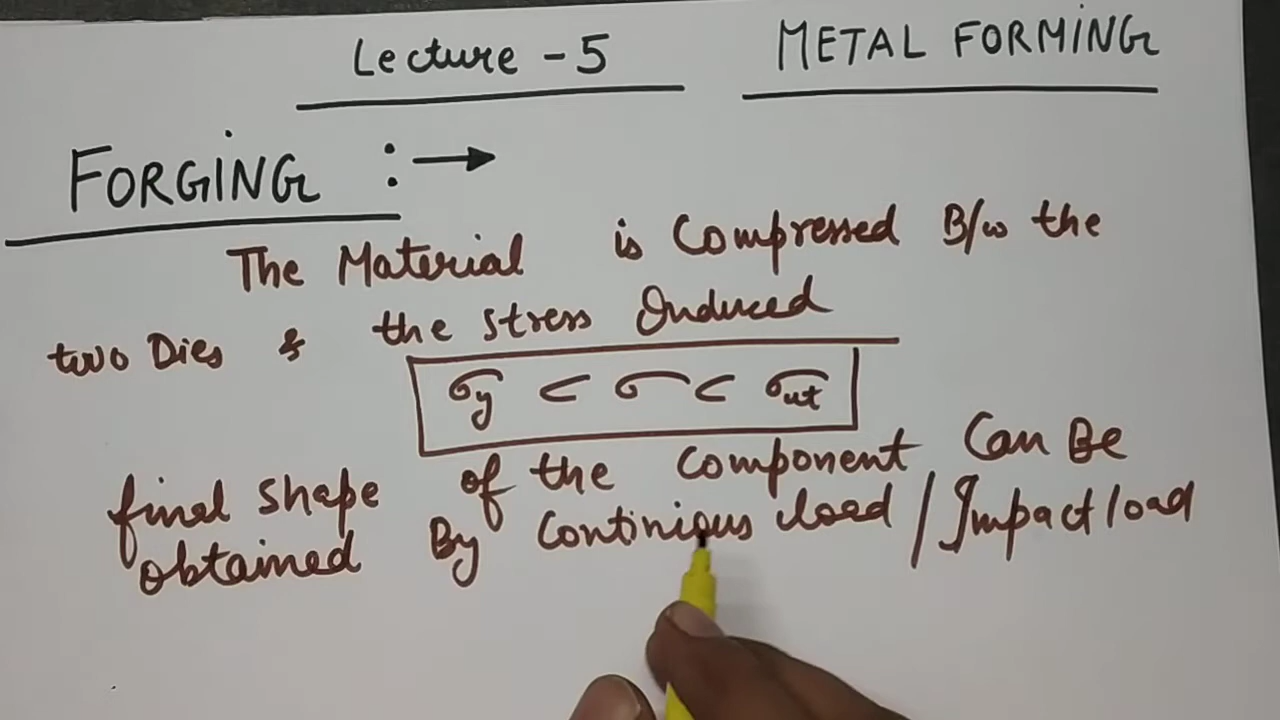 Lecture - 5 METAL FORMING
FORGING : →
The Material is Compressed B/w the
two Dies & the stress Induced
σy < σ < σut
final shape of the component Can Be
obtained By Continious load / Impact load